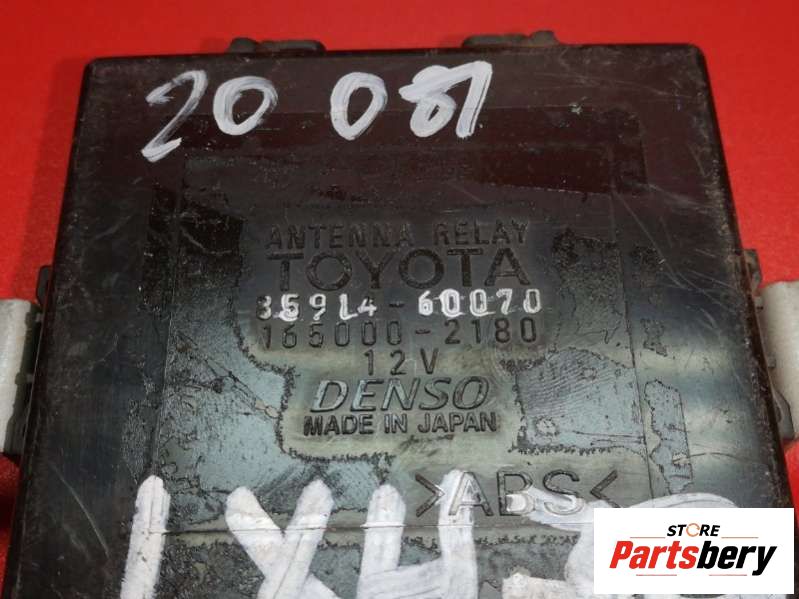 20 081
ANTENNA RELAY
TOYOTA
85914-60070
165000-2180
12V
DENSO
MADE IN JAPAN
>ABS<
STORE
Partsbery